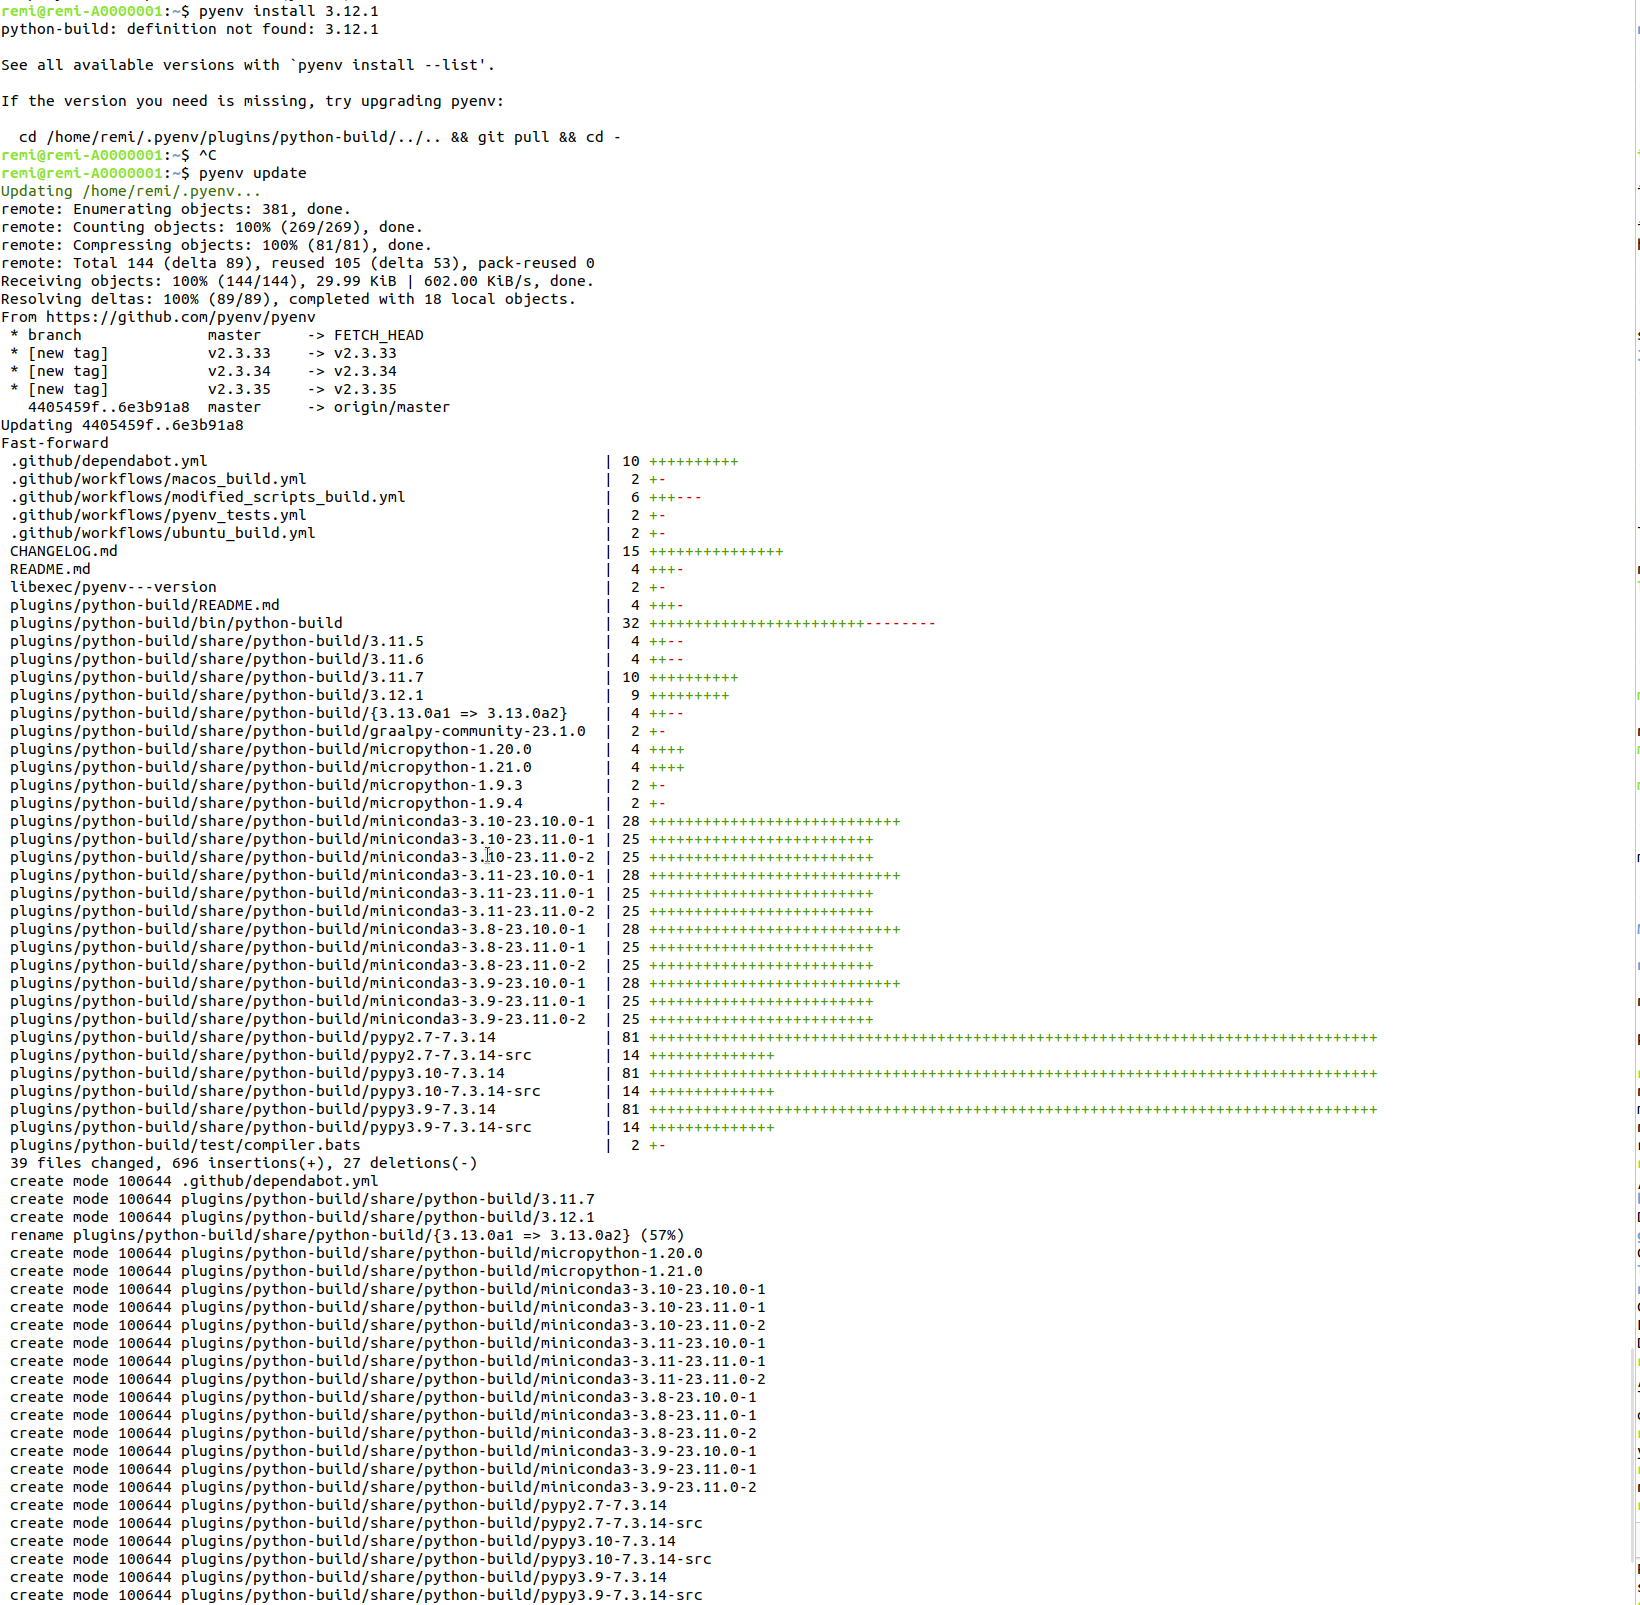 remi@remi-A0000001:~$ pyenv install 3.12.1
python-build: definition not found: 3.12.1

See all available versions with `pyenv install --list'.

If the version you need is missing, try upgrading pyenv:

  cd /home/remi/.pyenv/plugins/python-build/../.. && git pull && cd -
remi@remi-A0000001:~$ ^C
remi@remi-A0000001:~$ pyenv update
Updating /home/remi/.pyenv...
remote: Enumerating objects: 381, done.
remote: Counting objects: 100% (269/269), done.
remote: Compressing objects: 100% (81/81), done.
remote: Total 144 (delta 89), reused 105 (delta 53), pack-reused 0
Receiving objects: 100% (144/144), 29.99 KiB | 602.00 KiB/s, done.
Resolving deltas: 100% (89/89), completed with 18 local objects.
From https://github.com/pyenv/pyenv
 * branch              master     -> FETCH_HEAD
 * [new tag]           v2.3.33    -> v2.3.33
 * [new tag]           v2.3.34    -> v2.3.34
 * [new tag]           v2.3.35    -> v2.3.35
   4405459f..6e3b91a8  master     -> origin/master
Updating 4405459f..6e3b91a8
Fast-forward
 .github/dependabot.yml                                            | 10 ++++++++++
 .github/workflows/macos_build.yml                                 |  2 +-
 .github/workflows/modified_scripts_build.yml                      |  6 +++---
 .github/workflows/pyenv_tests.yml                                 |  2 +-
 .github/workflows/ubuntu_build.yml                                |  2 +-
 CHANGELOG.md                                                      | 15 +++++++++++++++
 README.md                                                         |  4 +++-
 libexec/pyenv---version                                           |  2 +-
 plugins/python-build/README.md                                    |  4 +++-
 plugins/python-build/bin/python-build                             | 32 ++++++++++++++++++++++++--------
 plugins/python-build/share/python-build/3.11.5                    |  4 ++--
 plugins/python-build/share/python-build/3.11.6                    |  4 ++--
 plugins/python-build/share/python-build/3.11.7                    | 10 ++++++++++
 plugins/python-build/share/python-build/3.12.1                    |  9 +++++++++
 plugins/python-build/share/python-build/{3.13.0a1 => 3.13.0a2}    |  4 ++--
 plugins/python-build/share/python-build/graalpy-community-23.1.0  |  2 +-
 plugins/python-build/share/python-build/micropython-1.20.0        |  4 ++++
 plugins/python-build/share/python-build/micropython-1.21.0        |  4 ++++
 plugins/python-build/share/python-build/micropython-1.9.3         |  2 +-
 plugins/python-build/share/python-build/micropython-1.9.4         |  2 +-
 plugins/python-build/share/python-build/miniconda3-3.10-23.10.0-1 | 28 ++++++++++++++++++++++++++++
 plugins/python-build/share/python-build/miniconda3-3.10-23.11.0-1 | 25 +++++++++++++++++++++++++
 plugins/python-build/share/python-build/miniconda3-3.10-23.11.0-2 | 25 +++++++++++++++++++++++++
 plugins/python-build/share/python-build/miniconda3-3.11-23.10.0-1 | 28 ++++++++++++++++++++++++++++
 plugins/python-build/share/python-build/miniconda3-3.11-23.11.0-1 | 25 +++++++++++++++++++++++++
 plugins/python-build/share/python-build/miniconda3-3.11-23.11.0-2 | 25 +++++++++++++++++++++++++
 plugins/python-build/share/python-build/miniconda3-3.8-23.10.0-1  | 28 ++++++++++++++++++++++++++++
 plugins/python-build/share/python-build/miniconda3-3.8-23.11.0-1  | 25 +++++++++++++++++++++++++
 plugins/python-build/share/python-build/miniconda3-3.8-23.11.0-2  | 25 +++++++++++++++++++++++++
 plugins/python-build/share/python-build/miniconda3-3.9-23.10.0-1  | 28 ++++++++++++++++++++++++++++
 plugins/python-build/share/python-build/miniconda3-3.9-23.11.0-1  | 25 +++++++++++++++++++++++++
 plugins/python-build/share/python-build/miniconda3-3.9-23.11.0-2  | 25 +++++++++++++++++++++++++
 plugins/python-build/share/python-build/pypy2.7-7.3.14            | 81 +++++++++++++++++++++++++++++++++++++++++++++++++++++++++++++++++++++++++++++++++
 plugins/python-build/share/python-build/pypy2.7-7.3.14-src        | 14 ++++++++++++++
 plugins/python-build/share/python-build/pypy3.10-7.3.14           | 81 +++++++++++++++++++++++++++++++++++++++++++++++++++++++++++++++++++++++++++++++++
 plugins/python-build/share/python-build/pypy3.10-7.3.14-src       | 14 ++++++++++++++
 plugins/python-build/share/python-build/pypy3.9-7.3.14            | 81 +++++++++++++++++++++++++++++++++++++++++++++++++++++++++++++++++++++++++++++++++
 plugins/python-build/share/python-build/pypy3.9-7.3.14-src        | 14 ++++++++++++++
 plugins/python-build/test/compiler.bats                           |  2 +-
 39 files changed, 696 insertions(+), 27 deletions(-)
 create mode 100644 .github/dependabot.yml
 create mode 100644 plugins/python-build/share/python-build/3.11.7
 create mode 100644 plugins/python-build/share/python-build/3.12.1
 rename plugins/python-build/share/python-build/{3.13.0a1 => 3.13.0a2} (57%)
 create mode 100644 plugins/python-build/share/python-build/micropython-1.20.0
 create mode 100644 plugins/python-build/share/python-build/micropython-1.21.0
 create mode 100644 plugins/python-build/share/python-build/miniconda3-3.10-23.10.0-1
 create mode 100644 plugins/python-build/share/python-build/miniconda3-3.10-23.11.0-1
 create mode 100644 plugins/python-build/share/python-build/miniconda3-3.10-23.11.0-2
 create mode 100644 plugins/python-build/share/python-build/miniconda3-3.11-23.10.0-1
 create mode 100644 plugins/python-build/share/python-build/miniconda3-3.11-23.11.0-1
 create mode 100644 plugins/python-build/share/python-build/miniconda3-3.11-23.11.0-2
 create mode 100644 plugins/python-build/share/python-build/miniconda3-3.8-23.10.0-1
 create mode 100644 plugins/python-build/share/python-build/miniconda3-3.8-23.11.0-1
 create mode 100644 plugins/python-build/share/python-build/miniconda3-3.8-23.11.0-2
 create mode 100644 plugins/python-build/share/python-build/miniconda3-3.9-23.10.0-1
 create mode 100644 plugins/python-build/share/python-build/miniconda3-3.9-23.11.0-1
 create mode 100644 plugins/python-build/share/python-build/miniconda3-3.9-23.11.0-2
 create mode 100644 plugins/python-build/share/python-build/pypy2.7-7.3.14
 create mode 100644 plugins/python-build/share/python-build/pypy2.7-7.3.14-src
 create mode 100644 plugins/python-build/share/python-build/pypy3.10-7.3.14
 create mode 100644 plugins/python-build/share/python-build/pypy3.10-7.3.14-src
 create mode 100644 plugins/python-build/share/python-build/pypy3.9-7.3.14
 create mode 100644 plugins/python-build/share/python-build/pypy3.9-7.3.14-src